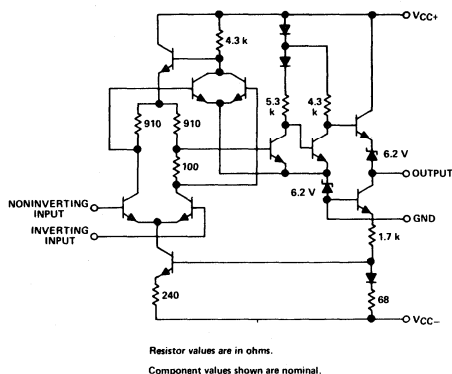 VCC+
4.3 k
5.3 k
4.3 k
910
910
100
6.2 V
OUTPUT
6.2 V
NONINVERTING INPUT
GND
INVERTING INPUT
1.7 k
240
68
VCC−
Resistor values are in ohms.
Component values shown are nominal.